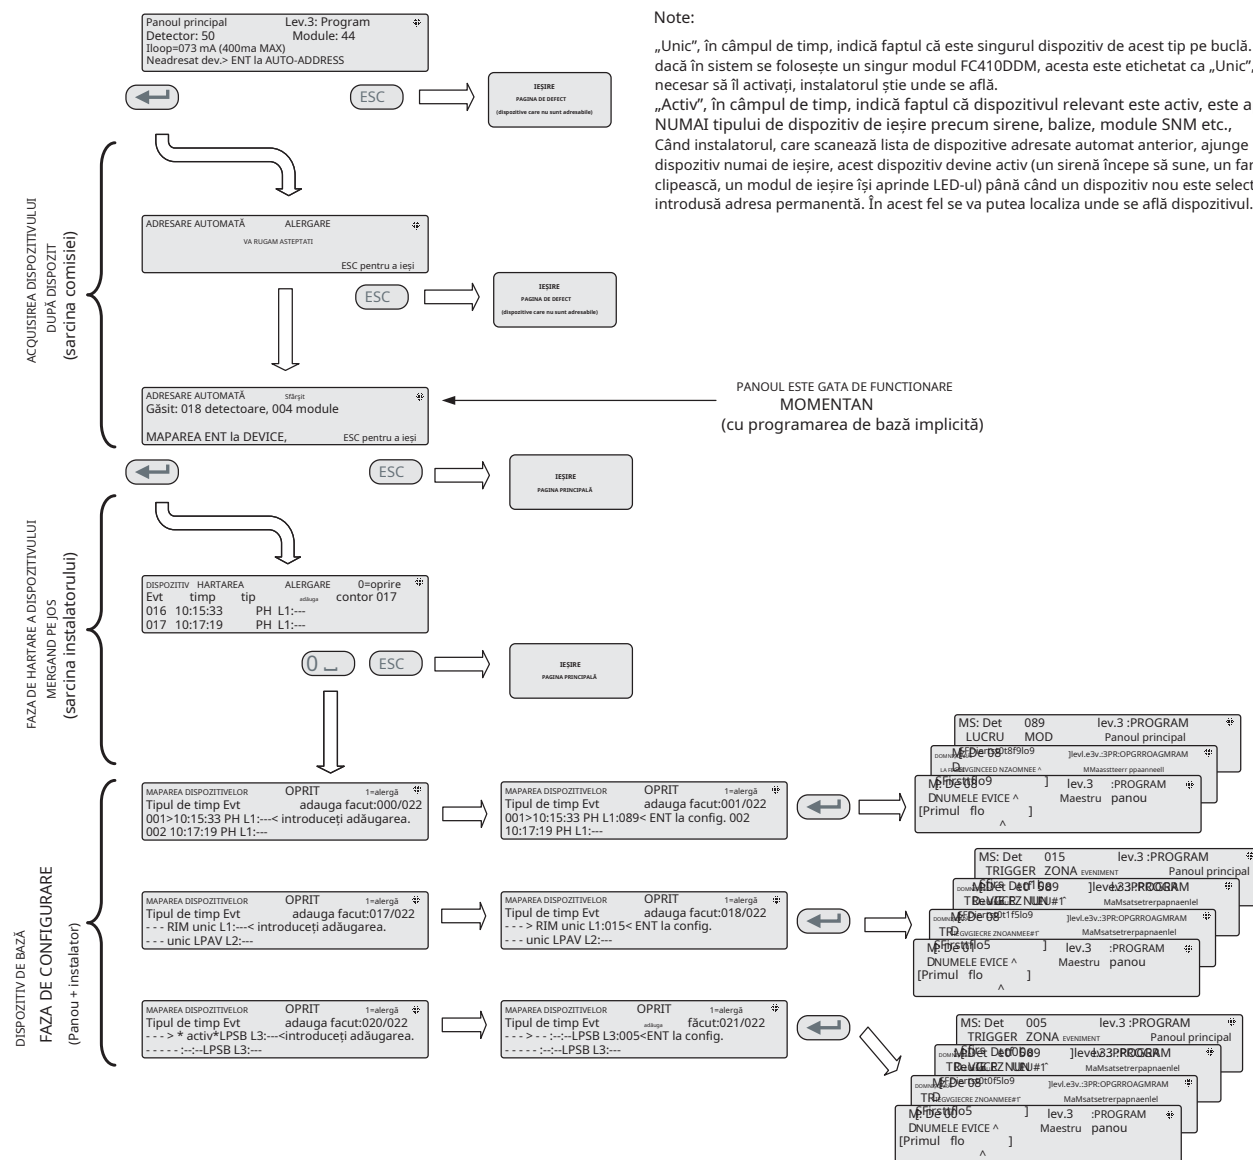 Panoul principal Lev.3: Program
Detector: 50 Module: 44
Iloop=073 mA (400ma MAX)
Neadresat dev.> ENT la AUTO-ADDRESS
ESC
IEȘIRE
PAGINA DE DEFECT
(dispozitive care nu sunt adresabile)
Note:
„Unic”, în câmpul de timp, indică faptul că este singurul dispozitiv de acest tip pe buclă.
dacă în sistem se folosește un singur modul FC410DDM, acesta este etichetat ca „Unic”,
necesar să îl activați, instalatorul știe unde se află.
„Activ”, în câmpul de timp, indică faptul că dispozitivul relevant este activ, este a
NUMAI tipului de dispozitiv de ieșire precum sirene, balize, module SNM etc.,
Când instalatorul, care scanează lista de dispozitive adresate automat anterior, ajunge
dispozitiv numai de ieșire, acest dispozitiv devine activ (un sirenă începe să sune, un far
clipească, un modul de ieșire își aprinde LED-ul) până când un dispozitiv nou este select
introdusă adresa permanentă. În acest fel se va putea localiza unde se află dispozitivul.
ACQUISIREA DISPOZITIVULUI
DUPĂ DISPOZIT
(sarcina comisiei)
ADRESARE AUTOMATĂ ALERGARE
VA RUGAM ASTEPTATI
ESC pentru a ieși
ESC
IEȘIRE
PAGINA DE DEFECT
(dispozitive care nu sunt adresabile)
ADRESARE AUTOMATĂ Sfârșit
Găsit: 018 detectoare, 004 module
MAPAREA ENT la DEVICE, ESC pentru a ieși
PANOUL ESTE GATA DE FUNCTIONARE
MOMENTAN
(cu programarea de bază implicită)
ESC
IEȘIRE
PAGINA PRINCIPALĂ
FAZA DE HARTARE A DISPOZITIVULUI
MERGAND PE JOS
(sarcina instalatorului)
DISPOZITIV HARTAREA ALERGARE 0=oprire
Evt timp tip adăuga contor 017
016 10:15:33 PH L1:---
017 10:17:19 PH L1:---
0 ESC
IEȘIRE
PAGINA PRINCIPALĂ
DISPOZITIV DE BAZĂ
FAZA DE CONFIGURARE
(Panou + instalator)
MAPAREA DISPOZITIVELOR OPRIT 1=alergă
Tipul de timp Evt adauga facut:000/022
001>10:15:33 PH L1:---< introduceți adăugarea.
002 10:17:19 PH L1:---
MAPAREA DISPOZITIVELOR OPRIT 1=alergă
Tipul de timp Evt adauga facut:001/022
001>10:15:33 PH L1:089< ENT la config. 002
10:17:19 PH L1:---
MS: Det 089 lev.3 :PROGRAM
LUCRU MOD Panoul principal
lev.3 :PROGRAM
DNUMELE EVICE ^ Maestru panou
[Primul flo ]
^
MAPAREA DISPOZITIVELOR OPRIT 1=alergă
Tipul de timp Evt adauga facut:017/022
- - - RIM unic L1:---< introduceți adăugarea.
- - - unic LPAV L2:---
MAPAREA DISPOZITIVELOR OPRIT 1=alergă
Tipul de timp Evt adauga facut:018/022
- - - > RIM unic L1:015< ENT la config.
- - - unic LPAV L2:---
MS: Det 015 lev.3 :PROGRAM
TRIGGER ZONA EVENIMENT Panoul principal
lev.3 :PROGRAM
DNUMELE EVICE ^ Maestru panou
[Primul flo ]
^
MAPAREA DISPOZITIVELOR OPRIT 1=alergă
Tipul de timp Evt adauga facut:020/022
- - - > * activ*LPSB L3:---<introduceți adăugarea.
- - - - - :--:--LPSB L3:---
MAPAREA DISPOZITIVELOR OPRIT 1=alergă
Tipul de timp Evt adăuga făcut:021/022
- - - > - - :--:--LPSB L3:005<ENT la config.
- - - - - :--:--LPSB L3:---
MS: Det 005 lev.3 :PROGRAM
TRIGGER ZONA EVENIMENT Panoul principal
lev.3 :PROGRAM
DNUMELE EVICE ^ Maestru panou
[Primul flo ]
^